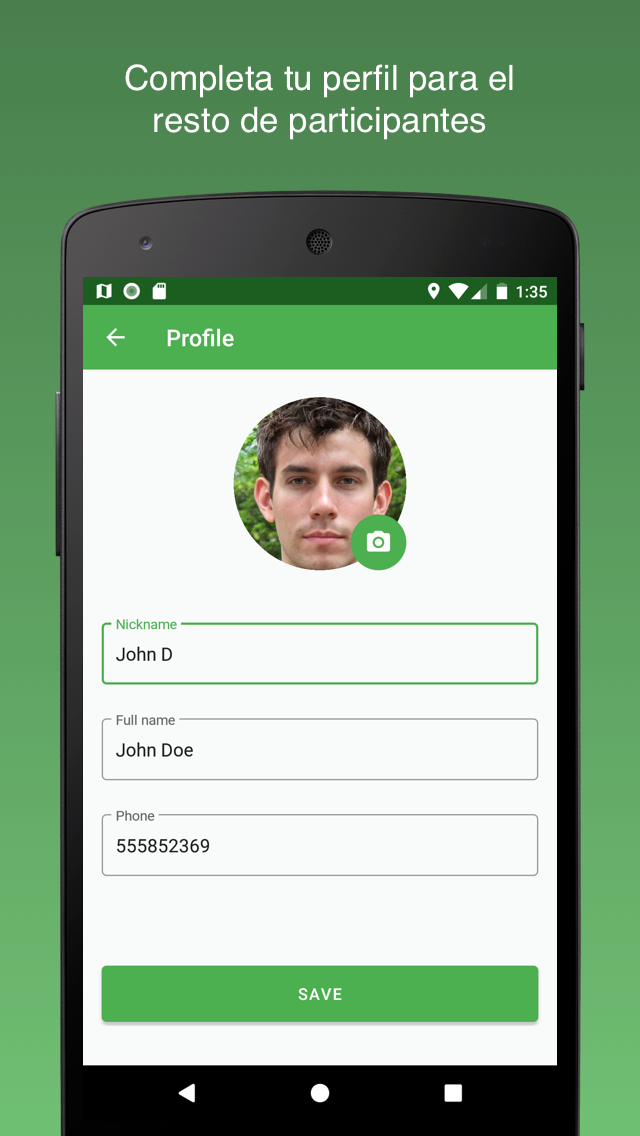 Completa tu perfil para el
resto de participantes
1:35
Profile
Nickname
John D
Full name
John Doe
Phone
555852369
SAVE